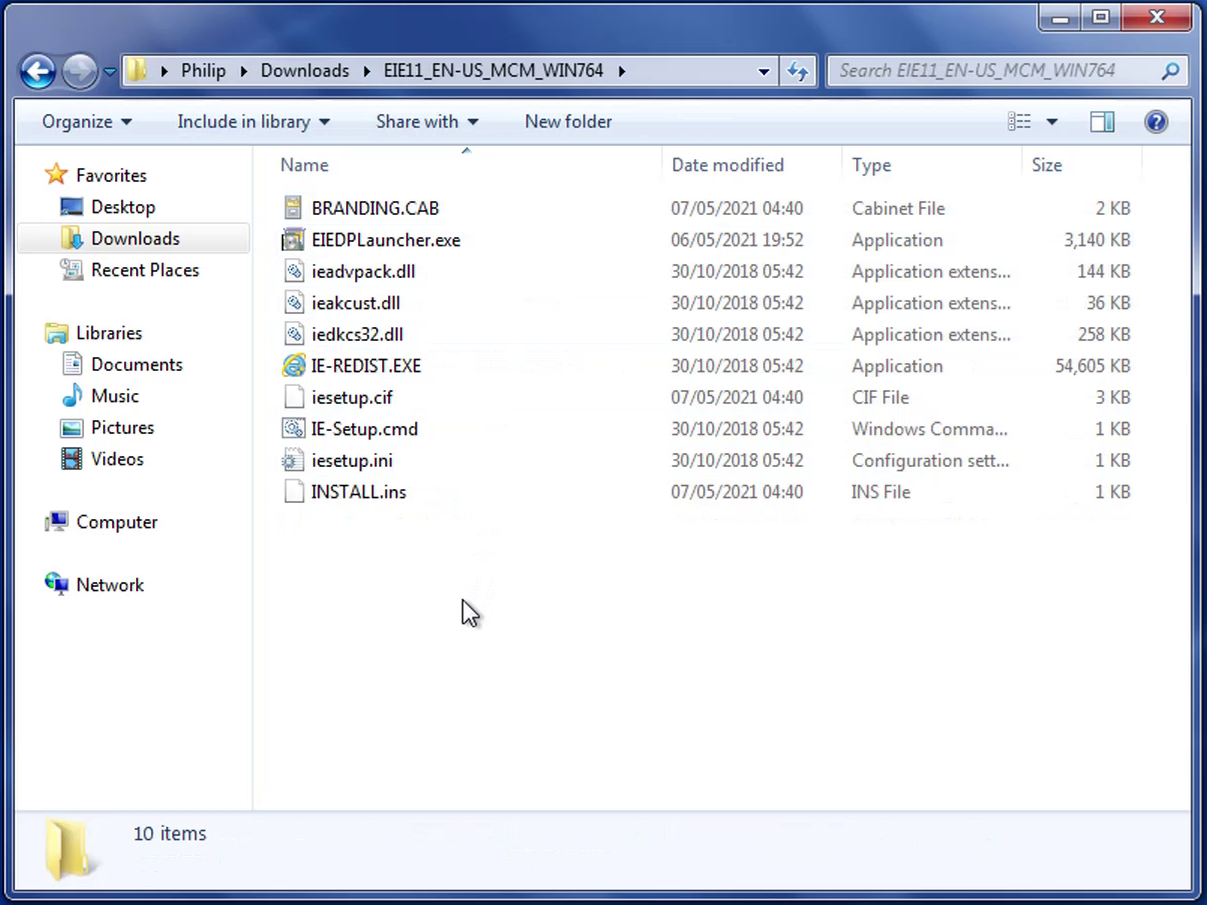 Philip Downloads EIE11_EN-US_MCM_WIN764 Search EIE11_EN-US_MCM_WIN764
Organize Include in library Share with New folder
Favorites
Desktop
Downloads
Recent Places
Libraries
Documents
Music
Pictures
Videos
Computer
Network
Name Date modified Type Size
BRANDING.CAB 07/05/2021 04:40 Cabinet File 2 KB
EIEDPLauncher.exe 06/05/2021 19:52 Application 3,140 KB
ieadvpack.dll 30/10/2018 05:42 Application extens... 144 KB
ieakcust.dll 30/10/2018 05:42 Application extens... 36 KB
iedkcs32.dll 30/10/2018 05:42 Application extens... 258 KB
IE-REDIST.EXE 30/10/2018 05:42 Application 54,605 KB
iesetup.cif 07/05/2021 04:40 CIF File 3 KB
IE-Setup.cmd 30/10/2018 05:42 Windows Comma... 1 KB
iesetup.ini 30/10/2018 05:42 Configuration sett... 1 KB
INSTALL.ins 07/05/2021 04:40 INS File 1 KB
10 items